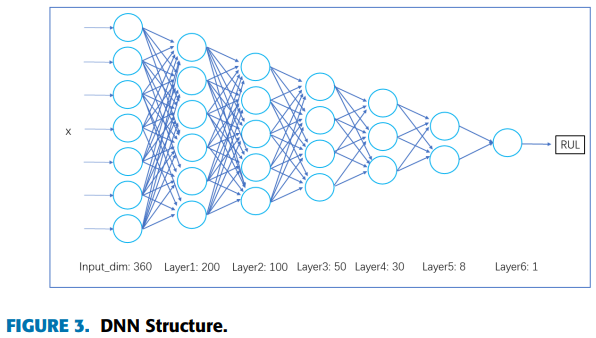 x
RUL
Input_dim: 360 Layer1: 200 Layer2: 100 Layer3: 50 Layer4: 30 Layer5: 8 Layer6: 1
FIGURE 3. DNN Structure.